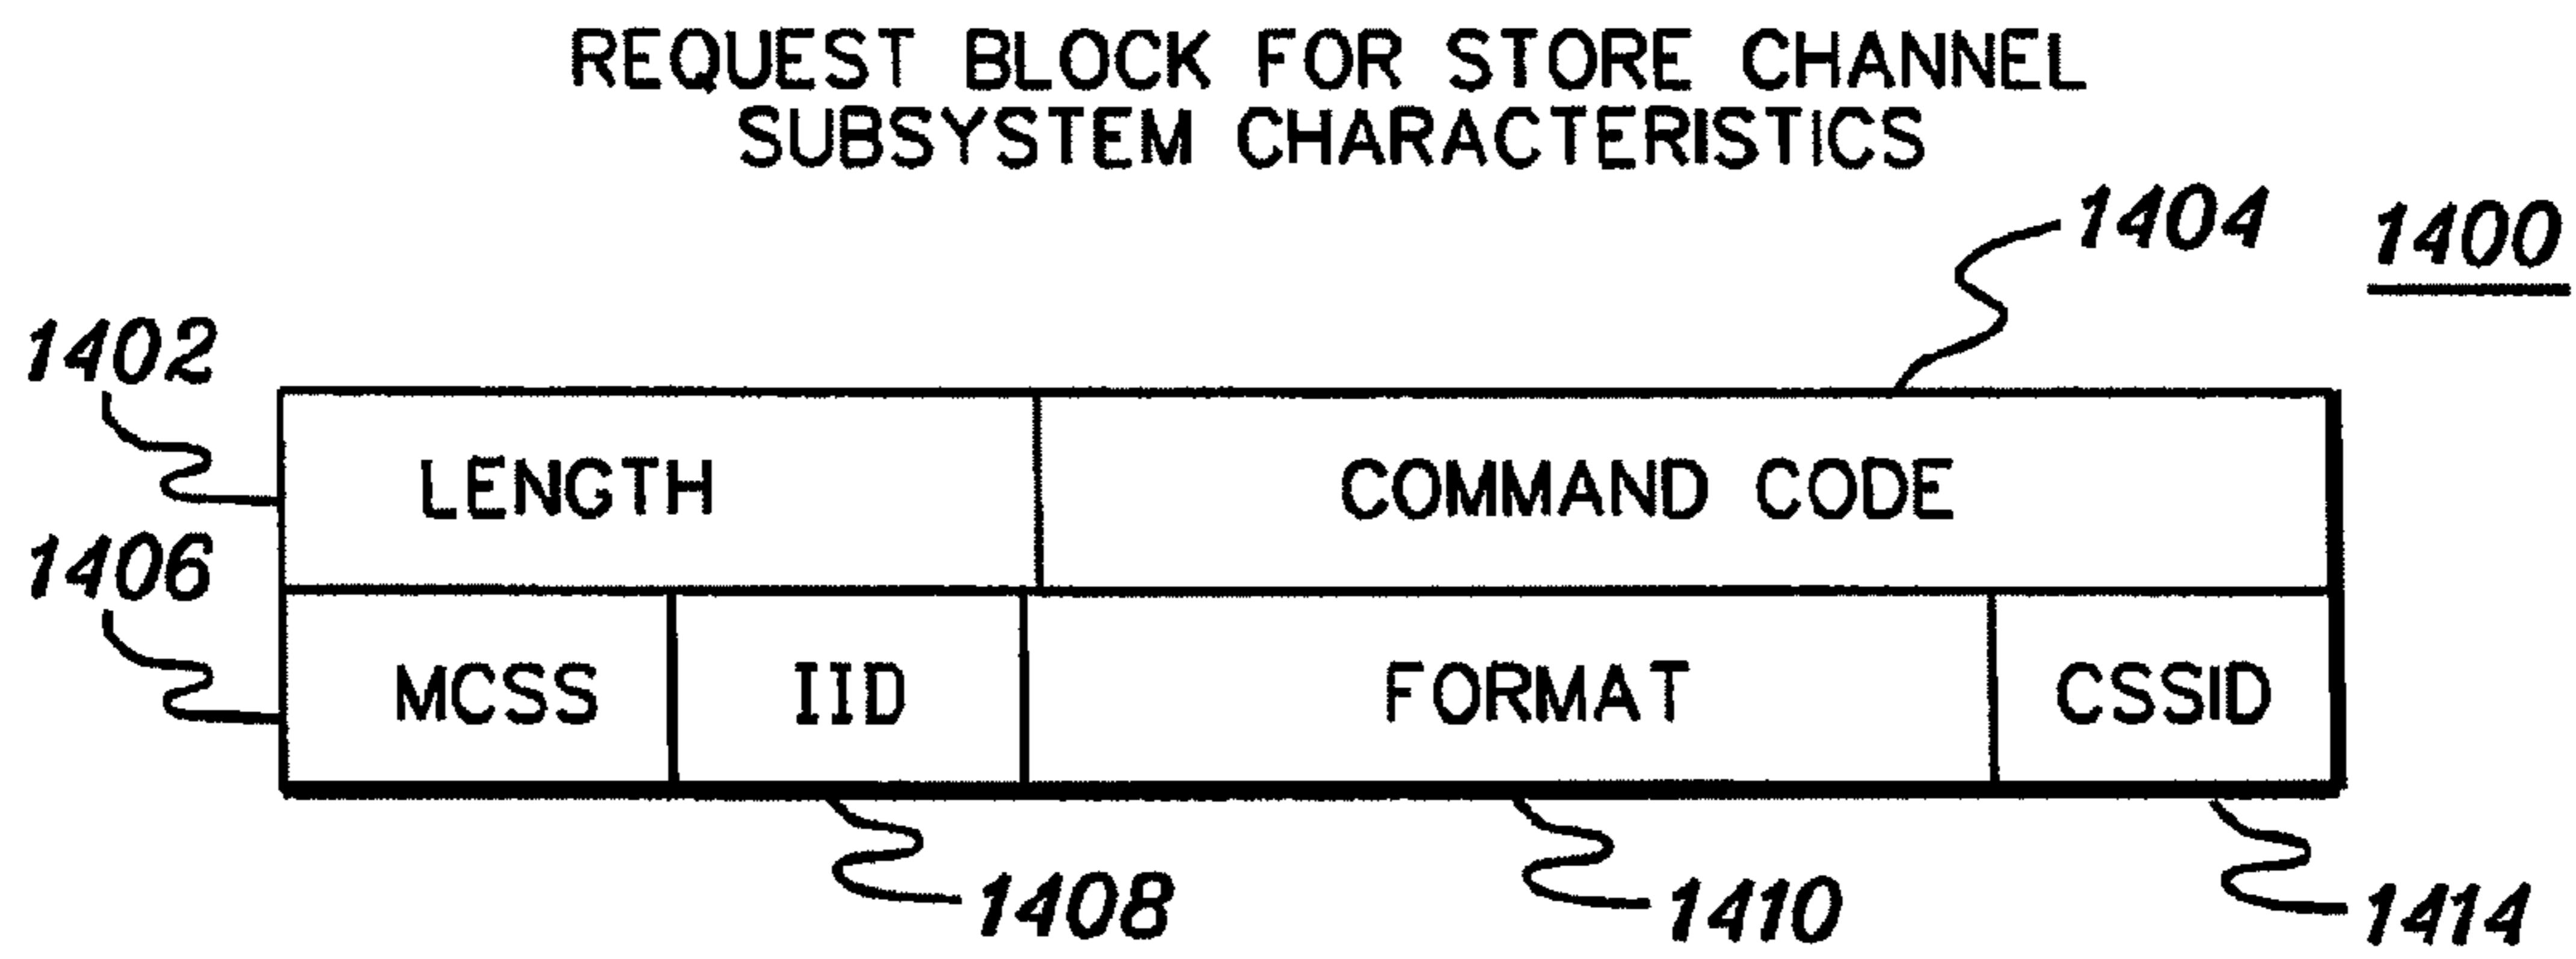 REQUEST BLOCK FOR STORE CHANNEL
SUBSYSTEM CHARACTERISTICS
1404
1400
1402
LENGTH
COMMAND CODE
1406
MCSS
IID
FORMAT
CSSID
1408
1410
1414